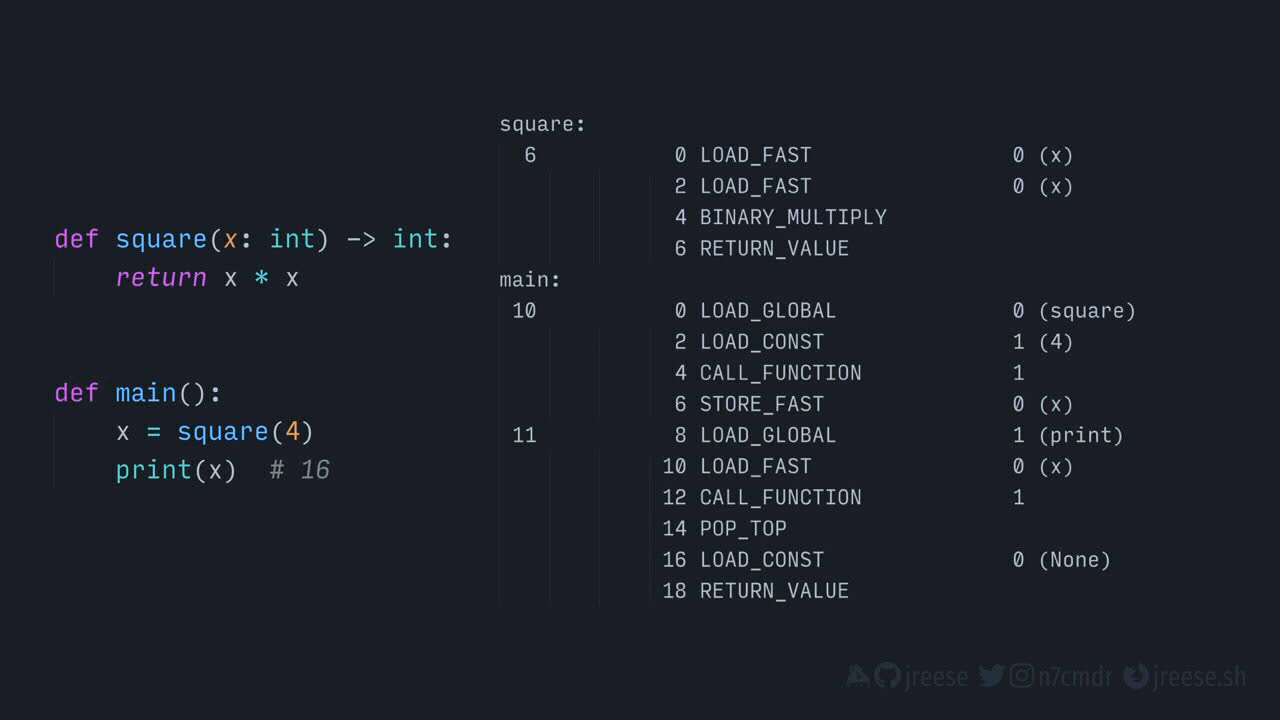 def square(x: int) -> int:
    return x * x
def main():
    x = square(4)
    print(x)  # 16
square:
6 0 LOAD_FAST 0 (x)
2 LOAD_FAST 0 (x)
4 BINARY_MULTIPLY
6 RETURN_VALUE
main:
10 0 LOAD_GLOBAL 0 (square)
2 LOAD_CONST 1 (4)
4 CALL_FUNCTION 1
6 STORE_FAST 0 (x)
11 8 LOAD_GLOBAL 1 (print)
10 LOAD_FAST 0 (x)
12 CALL_FUNCTION 1
14 POP_TOP
16 LOAD_CONST 0 (None)
18 RETURN_VALUE
jreese n7cmdr jreese.sh